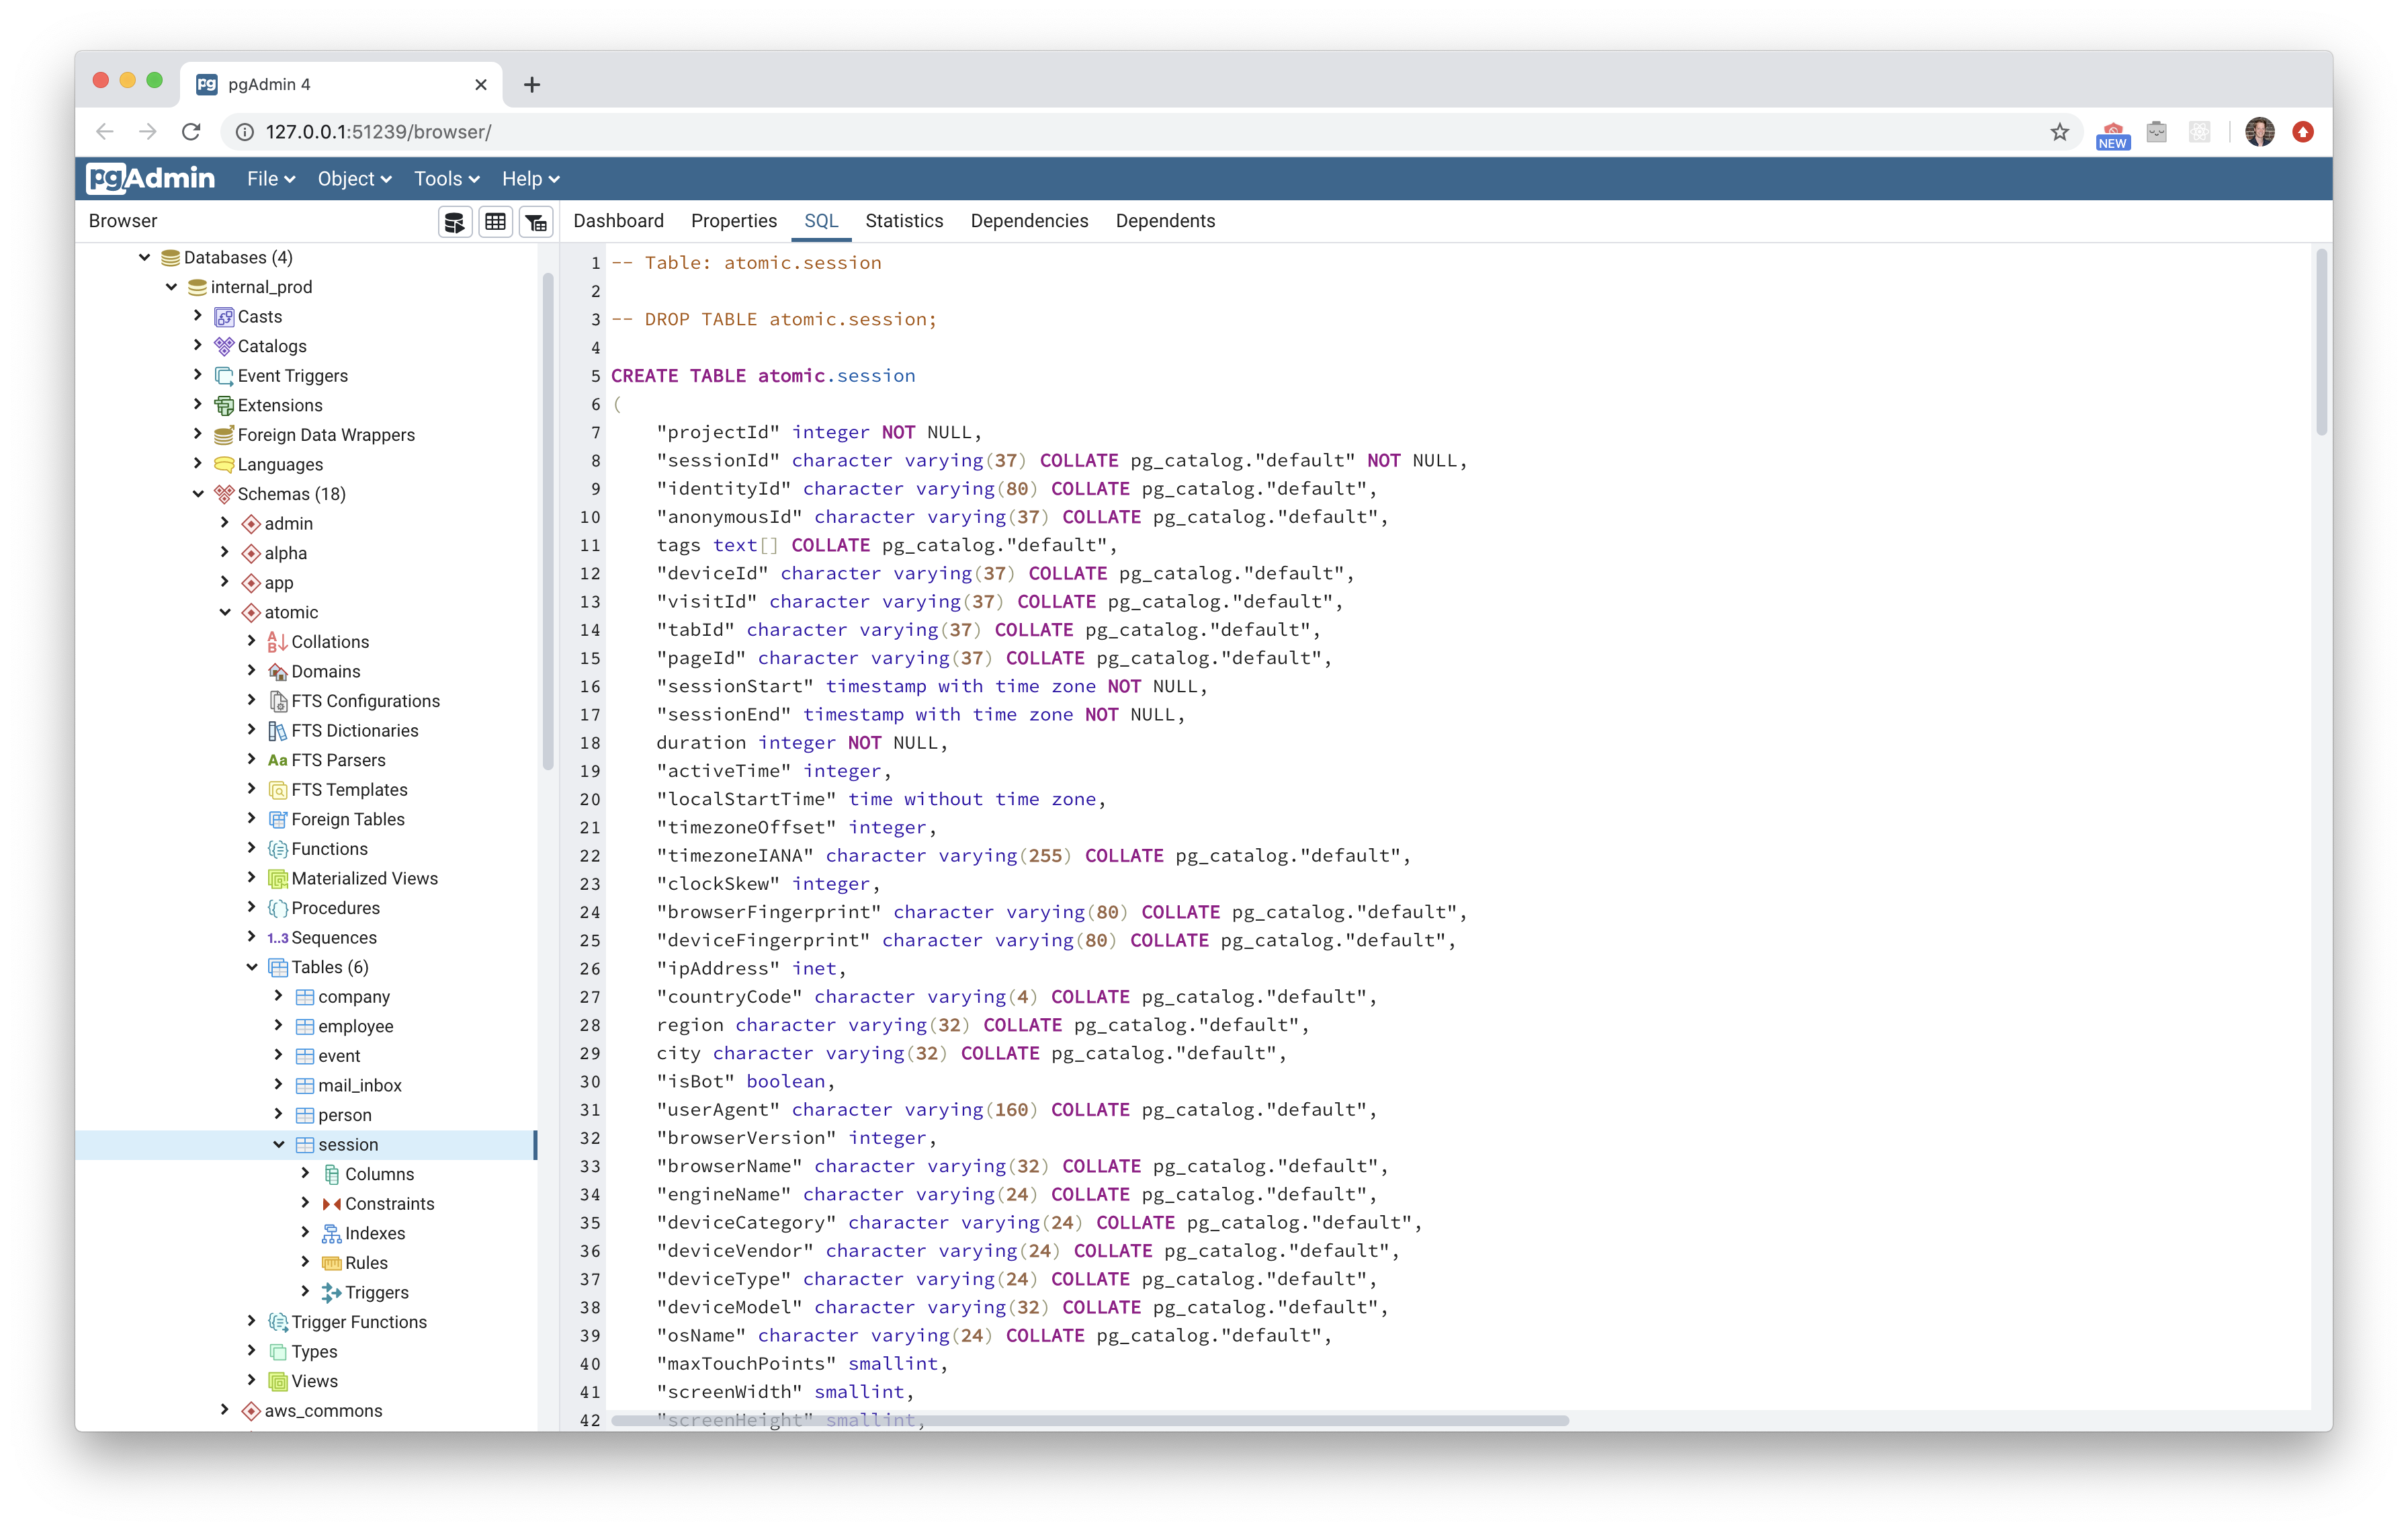 pgAdmin 4
127.0.0.1:51239/browser/
NEW
pgAdmin File Object Tools Help
Browser
Dashboard Properties SQL Statistics Dependencies Dependents
Databases (4)
internal_prod
Casts
Catalogs
Event Triggers
Extensions
Foreign Data Wrappers
Languages
Schemas (18)
admin
alpha
app
atomic
Collations
Domains
FTS Configurations
FTS Dictionaries
Aa FTS Parsers
FTS Templates
Foreign Tables
Functions
Materialized Views
Procedures
1..3 Sequences
Tables (6)
company
employee
event
mail_inbox
person
session
Columns
Constraints
Indexes
Rules
Triggers
Trigger Functions
Types
Views
aws_commons
1 -- Table: atomic.session
2
3 -- DROP TABLE atomic.session;
4
5 CREATE TABLE atomic.session
6 (
7 "projectId" integer NOT NULL,
8 "sessionId" character varying(37) COLLATE pg_catalog."default" NOT NULL,
9 "identityId" character varying(80) COLLATE pg_catalog."default",
10 "anonymousId" character varying(37) COLLATE pg_catalog."default",
11 tags text[] COLLATE pg_catalog."default",
12 "deviceId" character varying(37) COLLATE pg_catalog."default",
13 "visitId" character varying(37) COLLATE pg_catalog."default",
14 "tabId" character varying(37) COLLATE pg_catalog."default",
15 "pageId" character varying(37) COLLATE pg_catalog."default",
16 "sessionStart" timestamp with time zone NOT NULL,
17 "sessionEnd" timestamp with time zone NOT NULL,
18 duration integer NOT NULL,
19 "activeTime" integer,
20 "localStartTime" time without time zone,
21 "timezoneOffset" integer,
22 "timezoneIANA" character varying(255) COLLATE pg_catalog."default",
23 "clockSkew" integer,
24 "browserFingerprint" character varying(80) COLLATE pg_catalog."default",
25 "deviceFingerprint" character varying(80) COLLATE pg_catalog."default",
26 "ipAddress" inet,
27 "countryCode" character varying(4) COLLATE pg_catalog."default",
28 region character varying(32) COLLATE pg_catalog."default",
29 city character varying(32) COLLATE pg_catalog."default",
30 "isBot" boolean,
31 "userAgent" character varying(160) COLLATE pg_catalog."default",
32 "browserVersion" integer,
33 "browserName" character varying(32) COLLATE pg_catalog."default",
34 "engineName" character varying(24) COLLATE pg_catalog."default",
35 "deviceCategory" character varying(24) COLLATE pg_catalog."default",
36 "deviceVendor" character varying(24) COLLATE pg_catalog."default",
37 "deviceType" character varying(24) COLLATE pg_catalog."default",
38 "deviceModel" character varying(32) COLLATE pg_catalog."default",
39 "osName" character varying(24) COLLATE pg_catalog."default",
40 "maxTouchPoints" smallint,
41 "screenWidth" smallint,
42 "screenHeight" smallint,